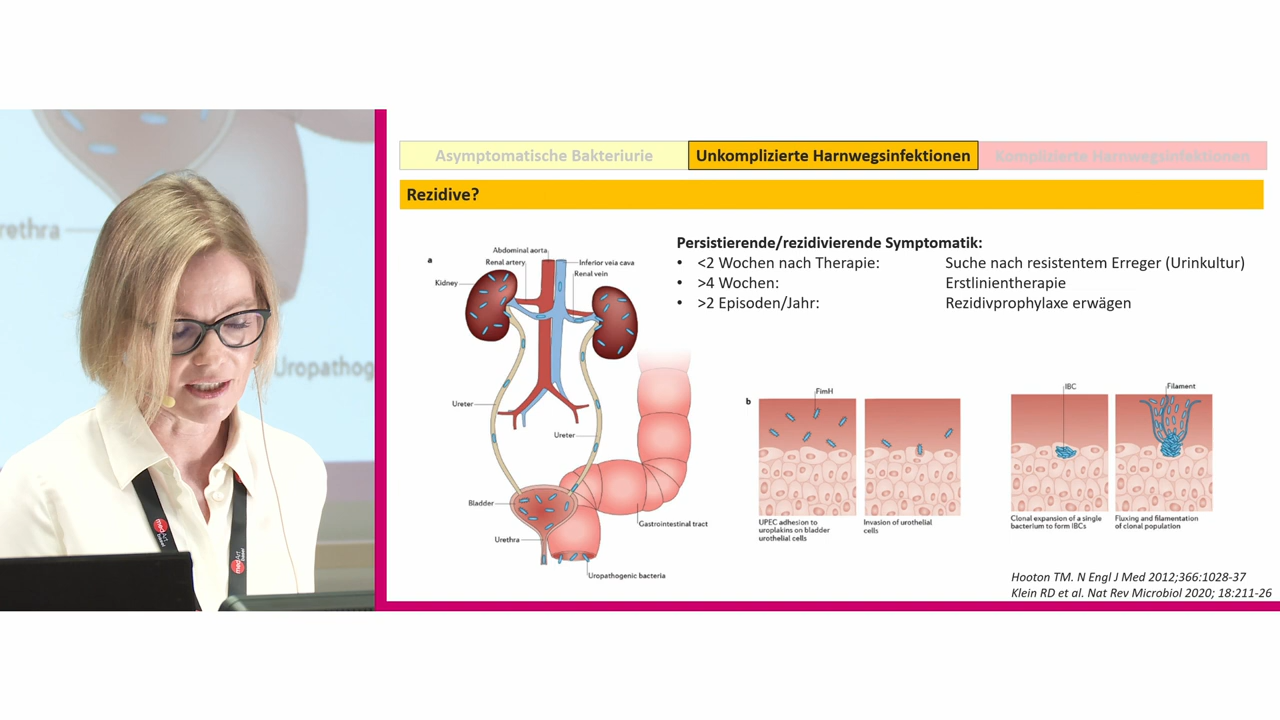 Asymptomatische Bakteriurie
Unkomplizierte Harnwegsinfektionen
Komplizierte Harnwegsinfektionen
Rezidive?
Persistierende/rezidivierende Symptomatik:
• <2 Wochen nach Therapie: Suche nach resistentem Erreger (Urinkultur)
• >4 Wochen: Erstlinientherapie
• >2 Episoden/Jahr: Rezidivprophylaxe erwägen
a
Abdominal aorta
Renal artery
Inferior veia cava
Renal vein
Kidney
Ureter
Ureter
Bladder
Urethra
Gastrointestinal tract
Uropathogenic bacteria
b
FimH
IBC
Filament
UPEC adhesion to
uroplakins on bladder
urothelial cells
Invasion of urothelial
cells
Clonal expansion of a single
bacterium to form IBCs
Fluxing and filamentation
of clonal population
Hooton TM. N Engl J Med 2012;366:1028-37
Klein RD et al. Nat Rev Microbiol 2020; 18:211-26
rethra
Uropathog
medArt
medArt